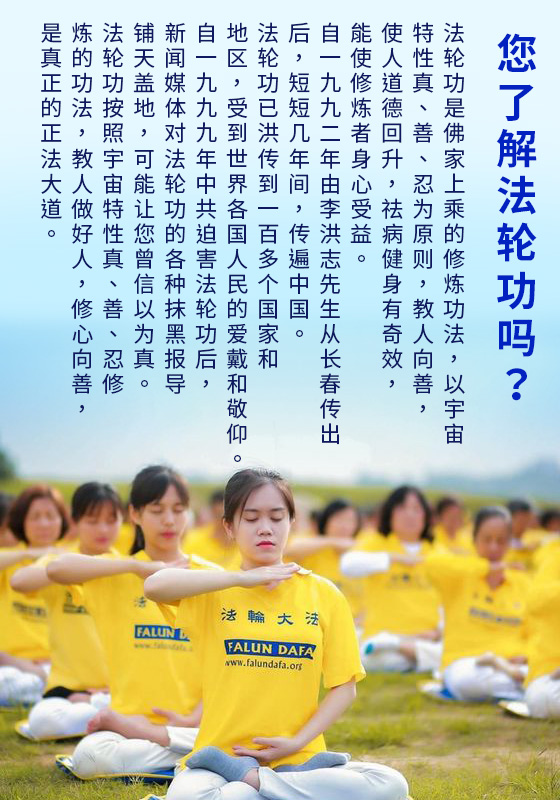 您了解法轮功吗？
法轮功是佛家上乘的修炼功法，以宇宙
特性真、善、忍为原则，教人向善，
使人道德回升，祛病健身有奇效，
能使修炼者身心受益。
自一九九二年由李洪志先生从长春传出
后，短短几年间，传遍中国。
法轮功已洪传到一百多个国家和
地区，受到世界各国人民的爱戴和敬仰。
自一九九九年中共迫害法轮功后，
新闻媒体对法轮功的各种抹黑报导
铺天盖地，可能让您曾信以为真。
法轮功按照宇宙特性真、善、忍修
炼的功法，教人做好人，修心向善，
是真正的正法大道。
法 輪 大 法
FALUN DAFA
www.falundafa.org
法
FALUN D
www.falundafa.o